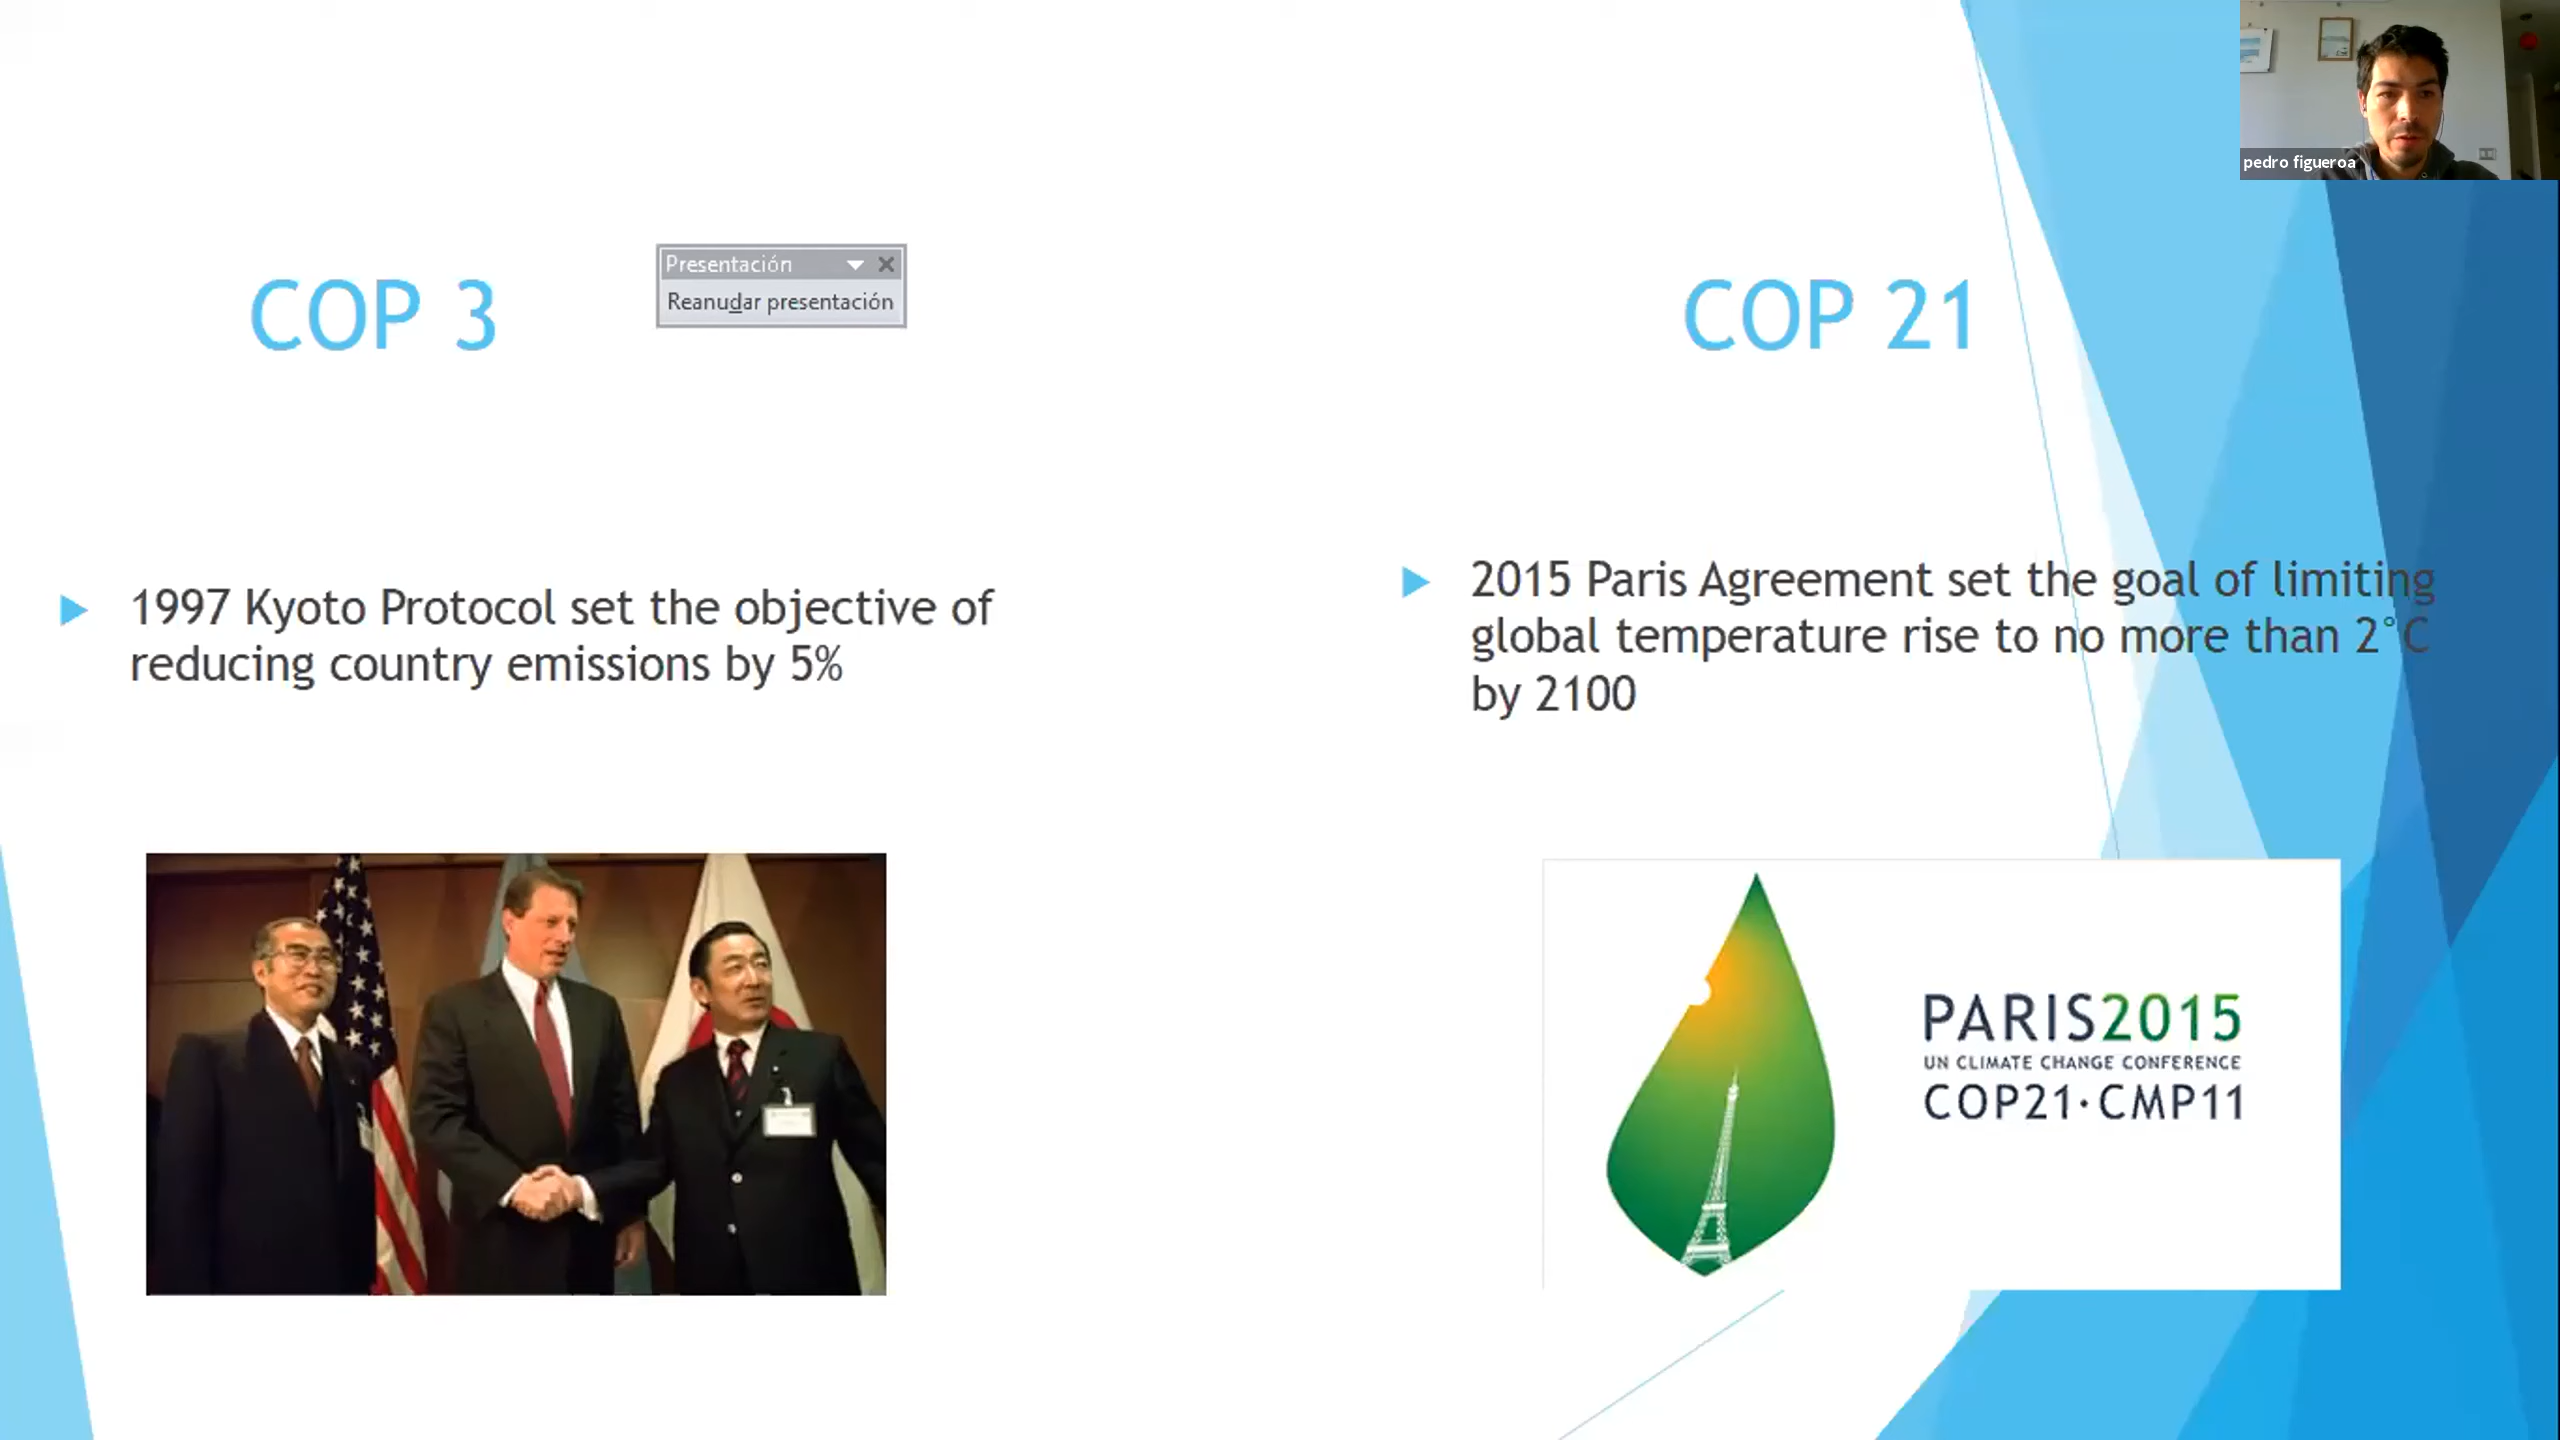 pedro figueroa
Presentación
Reanudar presentación
COP 3
COP 21
1997 Kyoto Protocol set the objective of
reducing country emissions by 5%
2015 Paris Agreement set the goal of limiting
global temperature rise to no more than 2°C
by 2100
PARIS2015
UN CLIMATE CHANGE CONFERENCE
COP21·CMP11